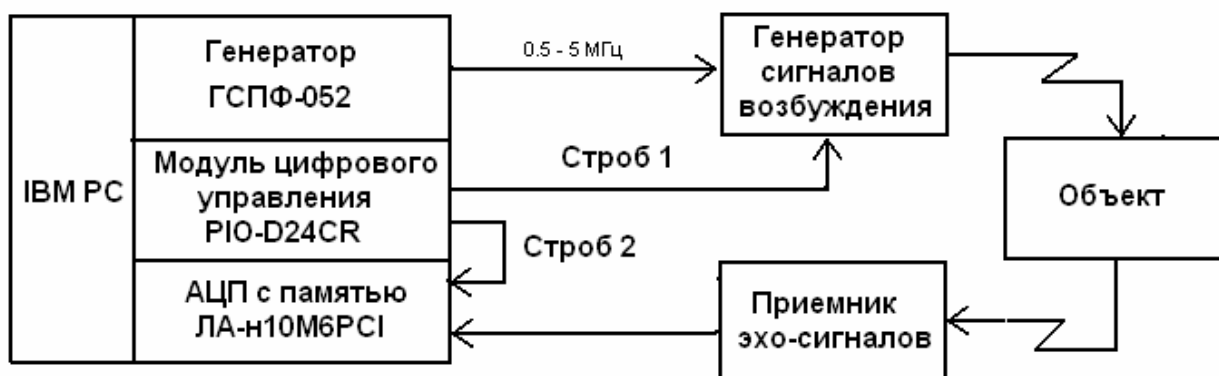 IBM PC
Генератор
ГСПФ-052
Модуль цифрового
управления
PIO-D24CR
АЦП с памятью
ЛА-н10М6PCI
0.5 - 5 МГц
Строб 1
Строб 2
Генератор
сигналов
возбуждения
Объект
Приемник
эхо-сигналов